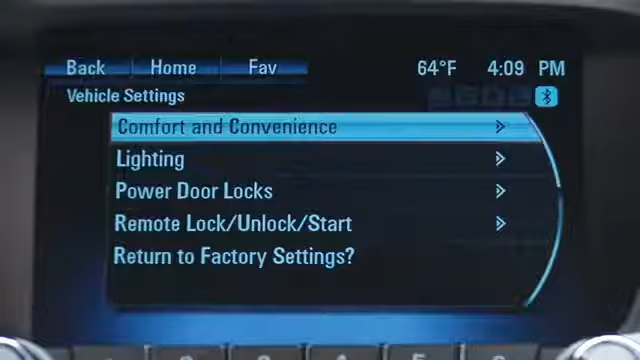 Back Home Fav 64°F 4:09 PM
Vehicle Settings
Comfort and Convenience
Lighting
Power Door Locks
Remote Lock/Unlock/Start
Return to Factory Settings?